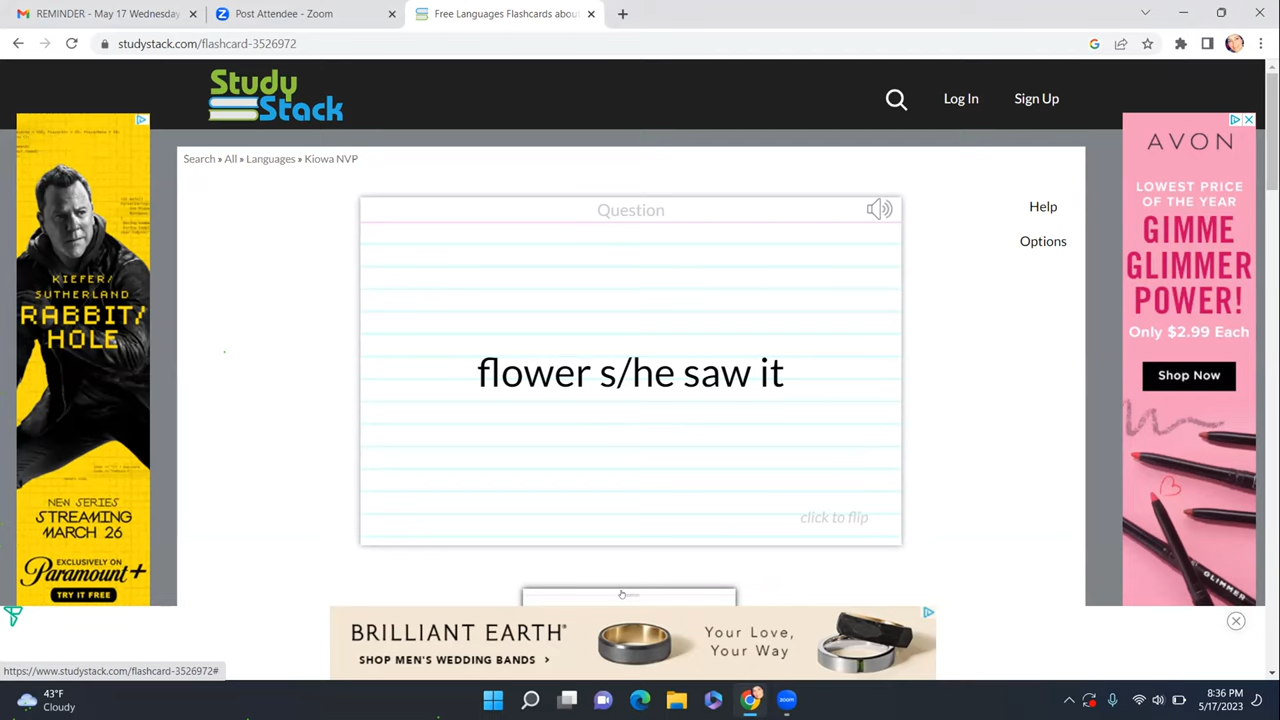 REMINDER - May 17 Wednesday
Post Attendee - Zoom
Free Languages Flashcards about
studystack.com/flashcard-3526972
Study
Stack
Log In
Sign Up
Search » All » Languages » Kiowa NVP
Question
Help
Options
flower s/he saw it
click to flip
KIEFER/
SUTHERLAND
RABBIT/
HOLE
NEW SERIES
STREAMING
MARCH 26
EXCLUSIVELY ON
Paramount+
TRY IT FREE
AVON
LOWEST PRICE
OF THE YEAR
GIMME
GLIMMER
POWER!
Only $2.99 Each
Shop Now
GLIMMER
BRILLIANT EARTH®
SHOP MEN'S WEDDING BANDS >
Your Love,
Your Way
https://www.studystack.com/flashcard-3526972#
43°F
Cloudy
zoom
8:36 PM
5/17/2023